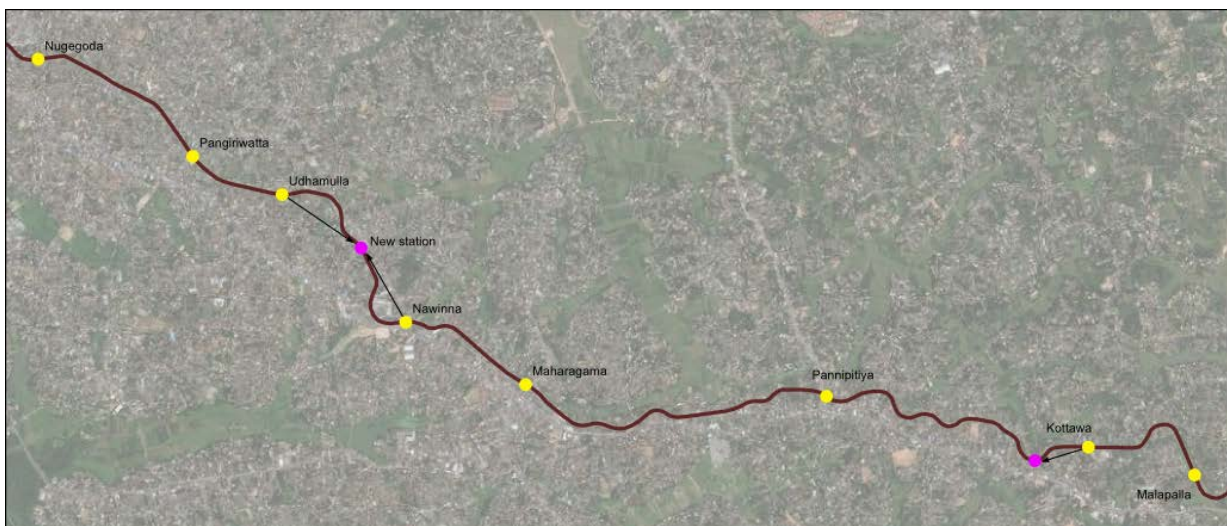 Nugegoda
Pangiriwatta
Udhamulla
New station
Nawinna
Maharagama
Pannipitiya
Kottawa
Malapalla